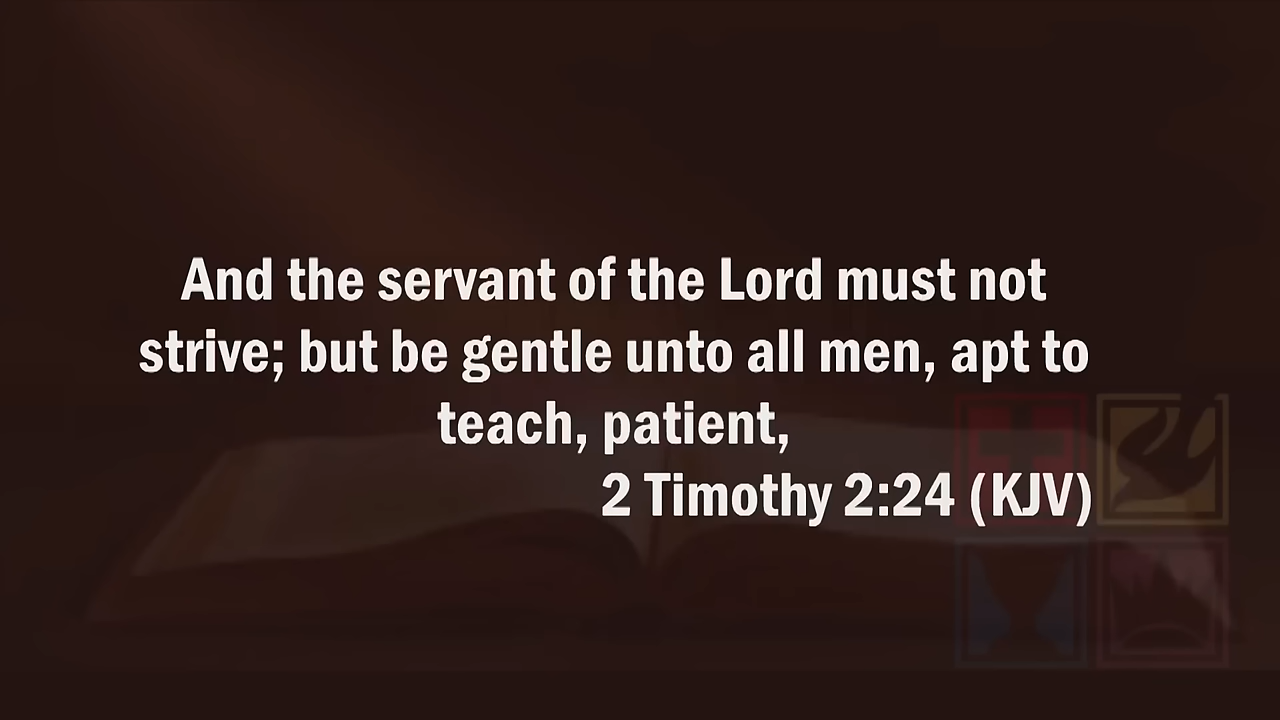 And the servant of the Lord must not
strive; but be gentle unto all men, apt to
teach, patient,
2 Timothy 2:24 (KJV)